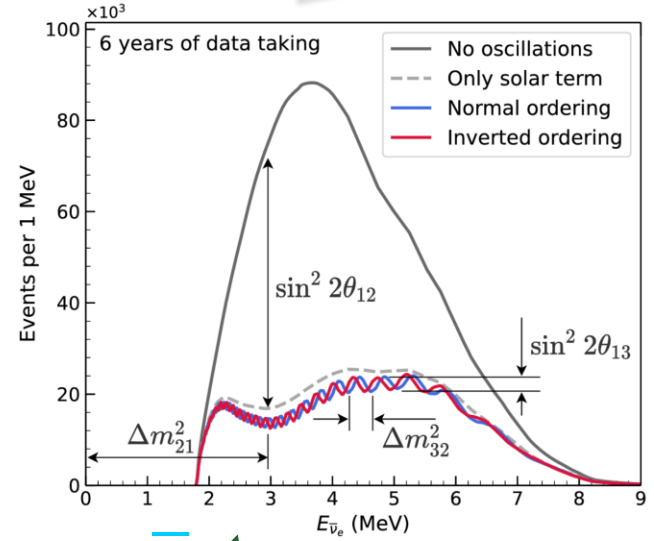 ×10³
6 years of data taking
No oscillations
Only solar term
Normal ordering
Inverted ordering
Events per 1 MeV
100
80
60
40
20
0
sin² 2θ₁₂
sin² 2θ₁₃
Δm²₂₁
Δm²₃₂
0 1 2 3 4 5 6 7 8 9
E_ν̅ₑ (MeV)